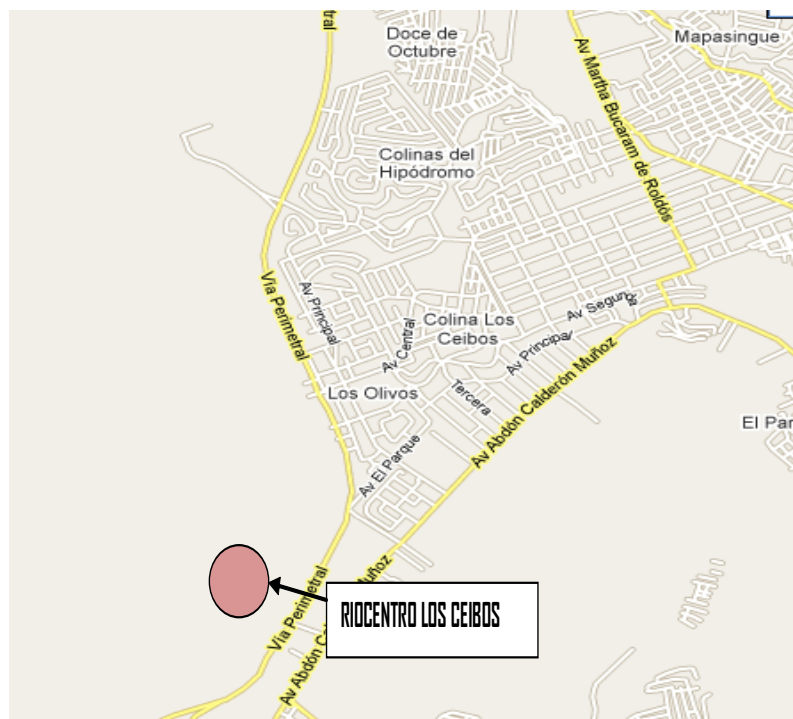 tral
Doce de
Octubre
Mapasingue
Av Martha Bucaram de Roldós
Colinas del
Hipódromo
Vía Perimetral
Av Principal
Av Central
Colina Los
Ceibos
Av Segunda
Av Principal
Los Olivos
Tercera
Av Abdón Calderón Muñoz
El Par
Av El Parque
Vía Perimetral
Av Abdón Ca
Muñoz
RIOCENTRO LOS CEIBOS